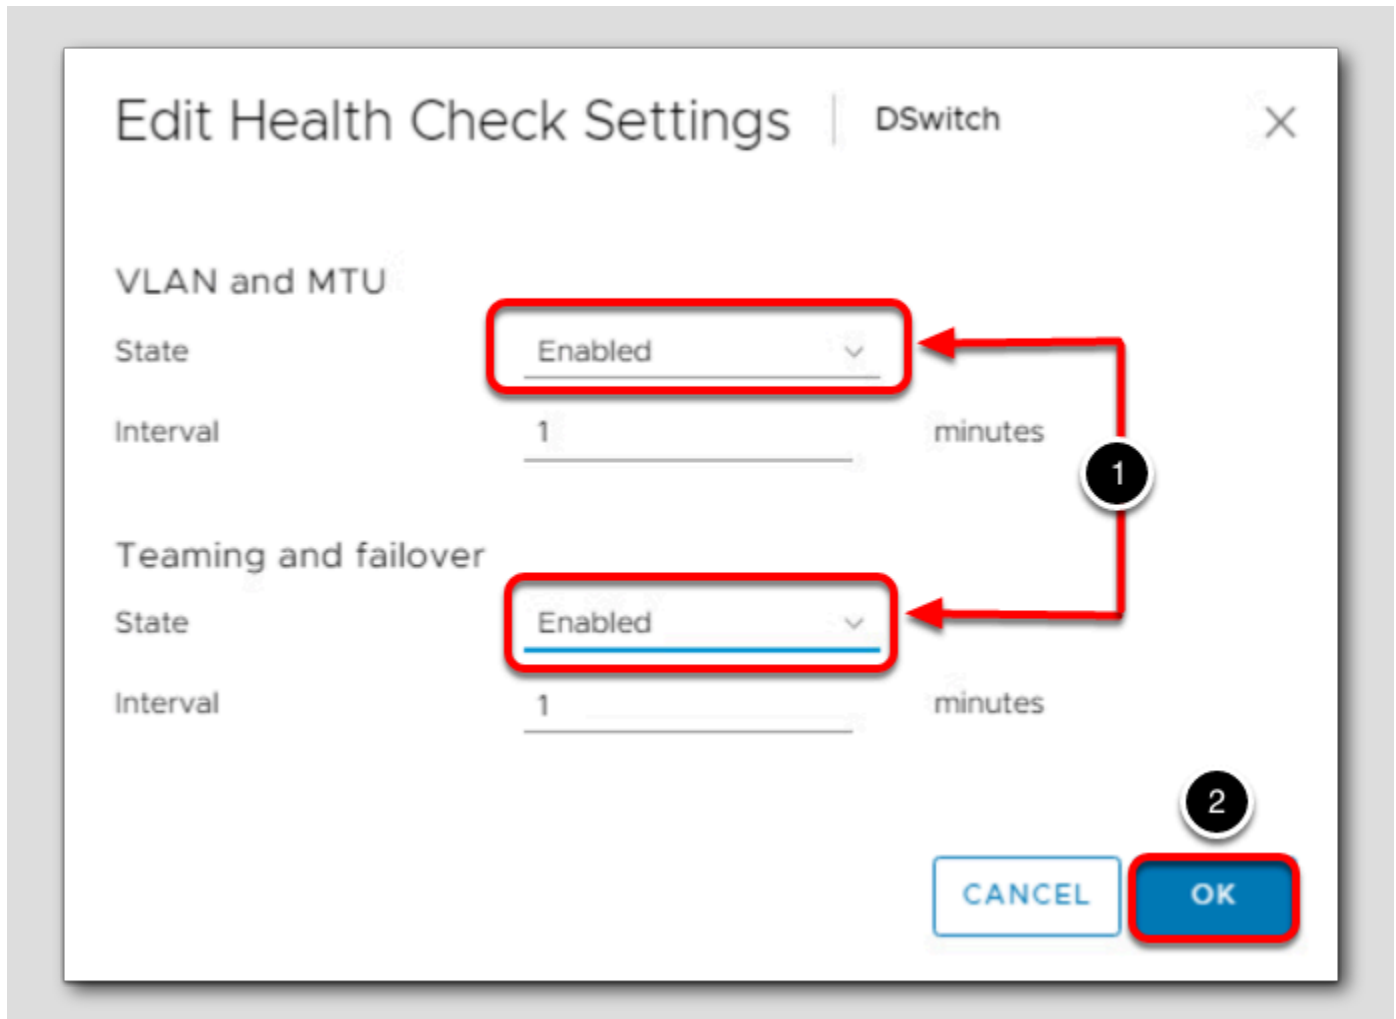 Edit Health Check Settings | DSwitch
VLAN and MTU
State Enabled
Interval 1 minutes
1
Teaming and failover
State Enabled
Interval 1 minutes
2
CANCEL OK